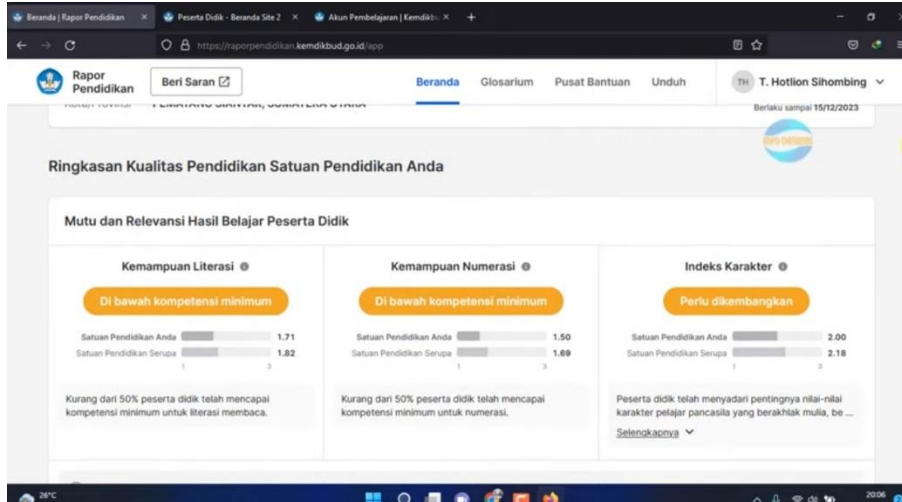 Beranda | Rapor Pendidikan
Peserta Didik - Beranda Site 2
Akun Pembelajaran | Kemdikbu
https://raporpendidikan.kemdikbud.go.id/app
Rapor Pendidikan
Beri Saran
Beranda
Glosarium
Pusat Bantuan
Unduh
TH
T. Hotlion Sihombing
PEMATANG SIANTAR, SUMATERA UTARA
Berlaku sampai 15/12/2023
Ringkasan Kualitas Pendidikan Satuan Pendidikan Anda
Mutu dan Relevansi Hasil Belajar Peserta Didik
Kemampuan Literasi
Di bawah kompetensi minimum
Satuan Pendidikan Anda 1.71
Satuan Pendidikan Serupa 1.82
1 3
Kurang dari 50% peserta didik telah mencapai
kompetensi minimum untuk literasi membaca.
Kemampuan Numerasi
Di bawah kompetensi minimum
Satuan Pendidikan Anda 1.50
Satuan Pendidikan Serupa 1.69
1 3
Kurang dari 50% peserta didik telah mencapai
kompetensi minimum untuk numerasi.
Indeks Karakter
Perlu dikembangkan
Satuan Pendidikan Anda 2.00
Satuan Pendidikan Serupa 2.18
1 3
Peserta didik telah menyadari pentingnya nilai-nilai
karakter pelajar pancasila yang berakhlak mulia, be ...
Selengkapnya
26°C
20:06